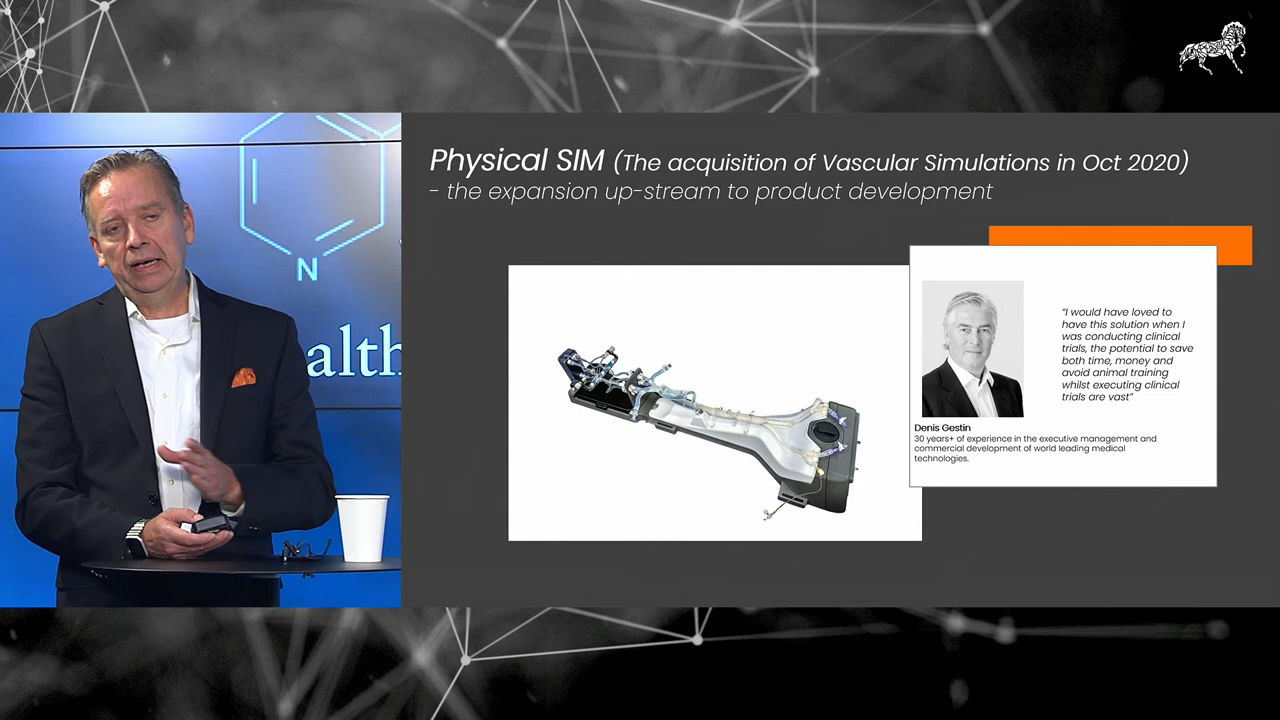 N
alth
Physical SIM (The acquisition of Vascular Simulations in Oct 2020)
- the expansion up-stream to product development
"I would have loved to
have this solution when I
was conducting clinical
trials, the potential to save
both time, money and
avoid animal training
whilst executing clinical
trials are vast"
Denis Gestin
30 years+ of experience in the executive management and
commercial development of world leading medical
technologies.